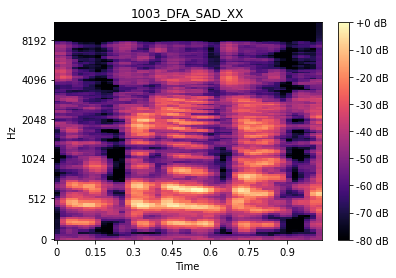 1003_DFA_SAD_XX
Hz
8192
4096
2048
1024
512
0
0 0.15 0.3 0.45 0.6 0.75 0.9
Time
+0 dB
-10 dB
-20 dB
-30 dB
-40 dB
-50 dB
-60 dB
-70 dB
-80 dB